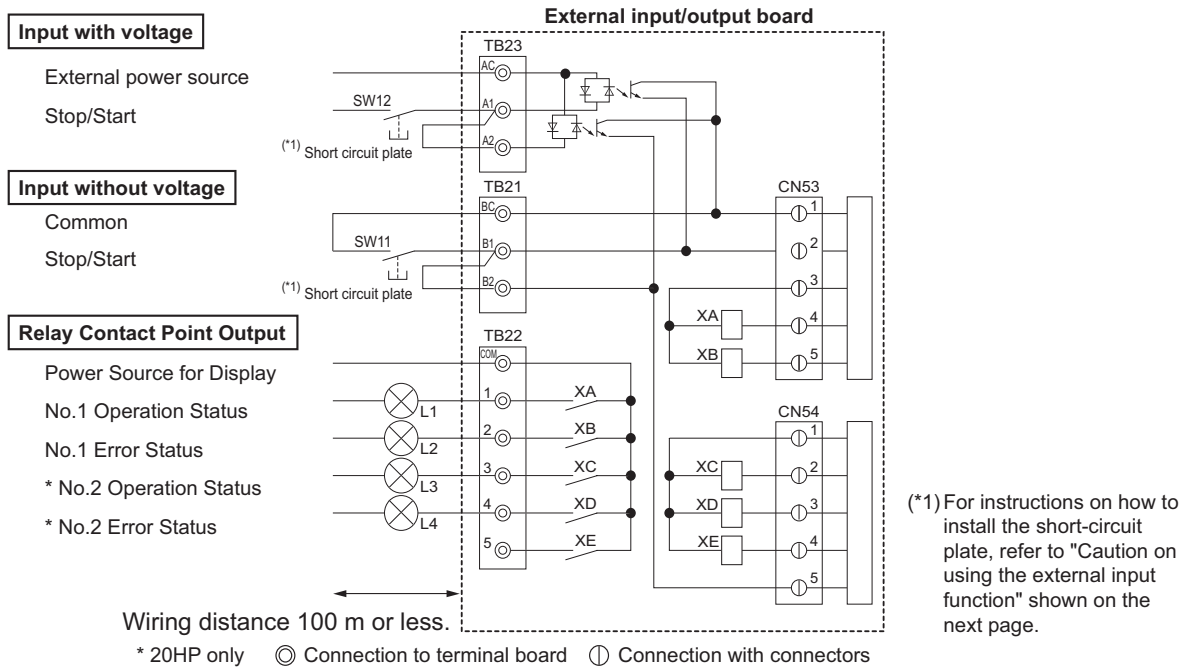 External input/output board
Input with voltage
External power source
Stop/Start
SW12
(*1) Short circuit plate
TB23
AC
A1
A2
Input without voltage
Common
Stop/Start
SW11
(*1) Short circuit plate
TB21
BC
B1
B2
CN53
1
2
3
XA 4
XB 5
Relay Contact Point Output
Power Source for Display
No.1 Operation Status
No.1 Error Status
* No.2 Operation Status
* No.2 Error Status
L1
L2
L3
L4
TB22
COM
1 XA
2 XB
3 XC
4 XD
5 XE
CN54
1
XC 2
XD 3
XE 4
5
(*1) For instructions on how to
install the short-circuit
plate, refer to "Caution on
using the external input
function" shown on the
next page.
Wiring distance 100 m or less.
* 20HP only Connection to terminal board Connection with connectors